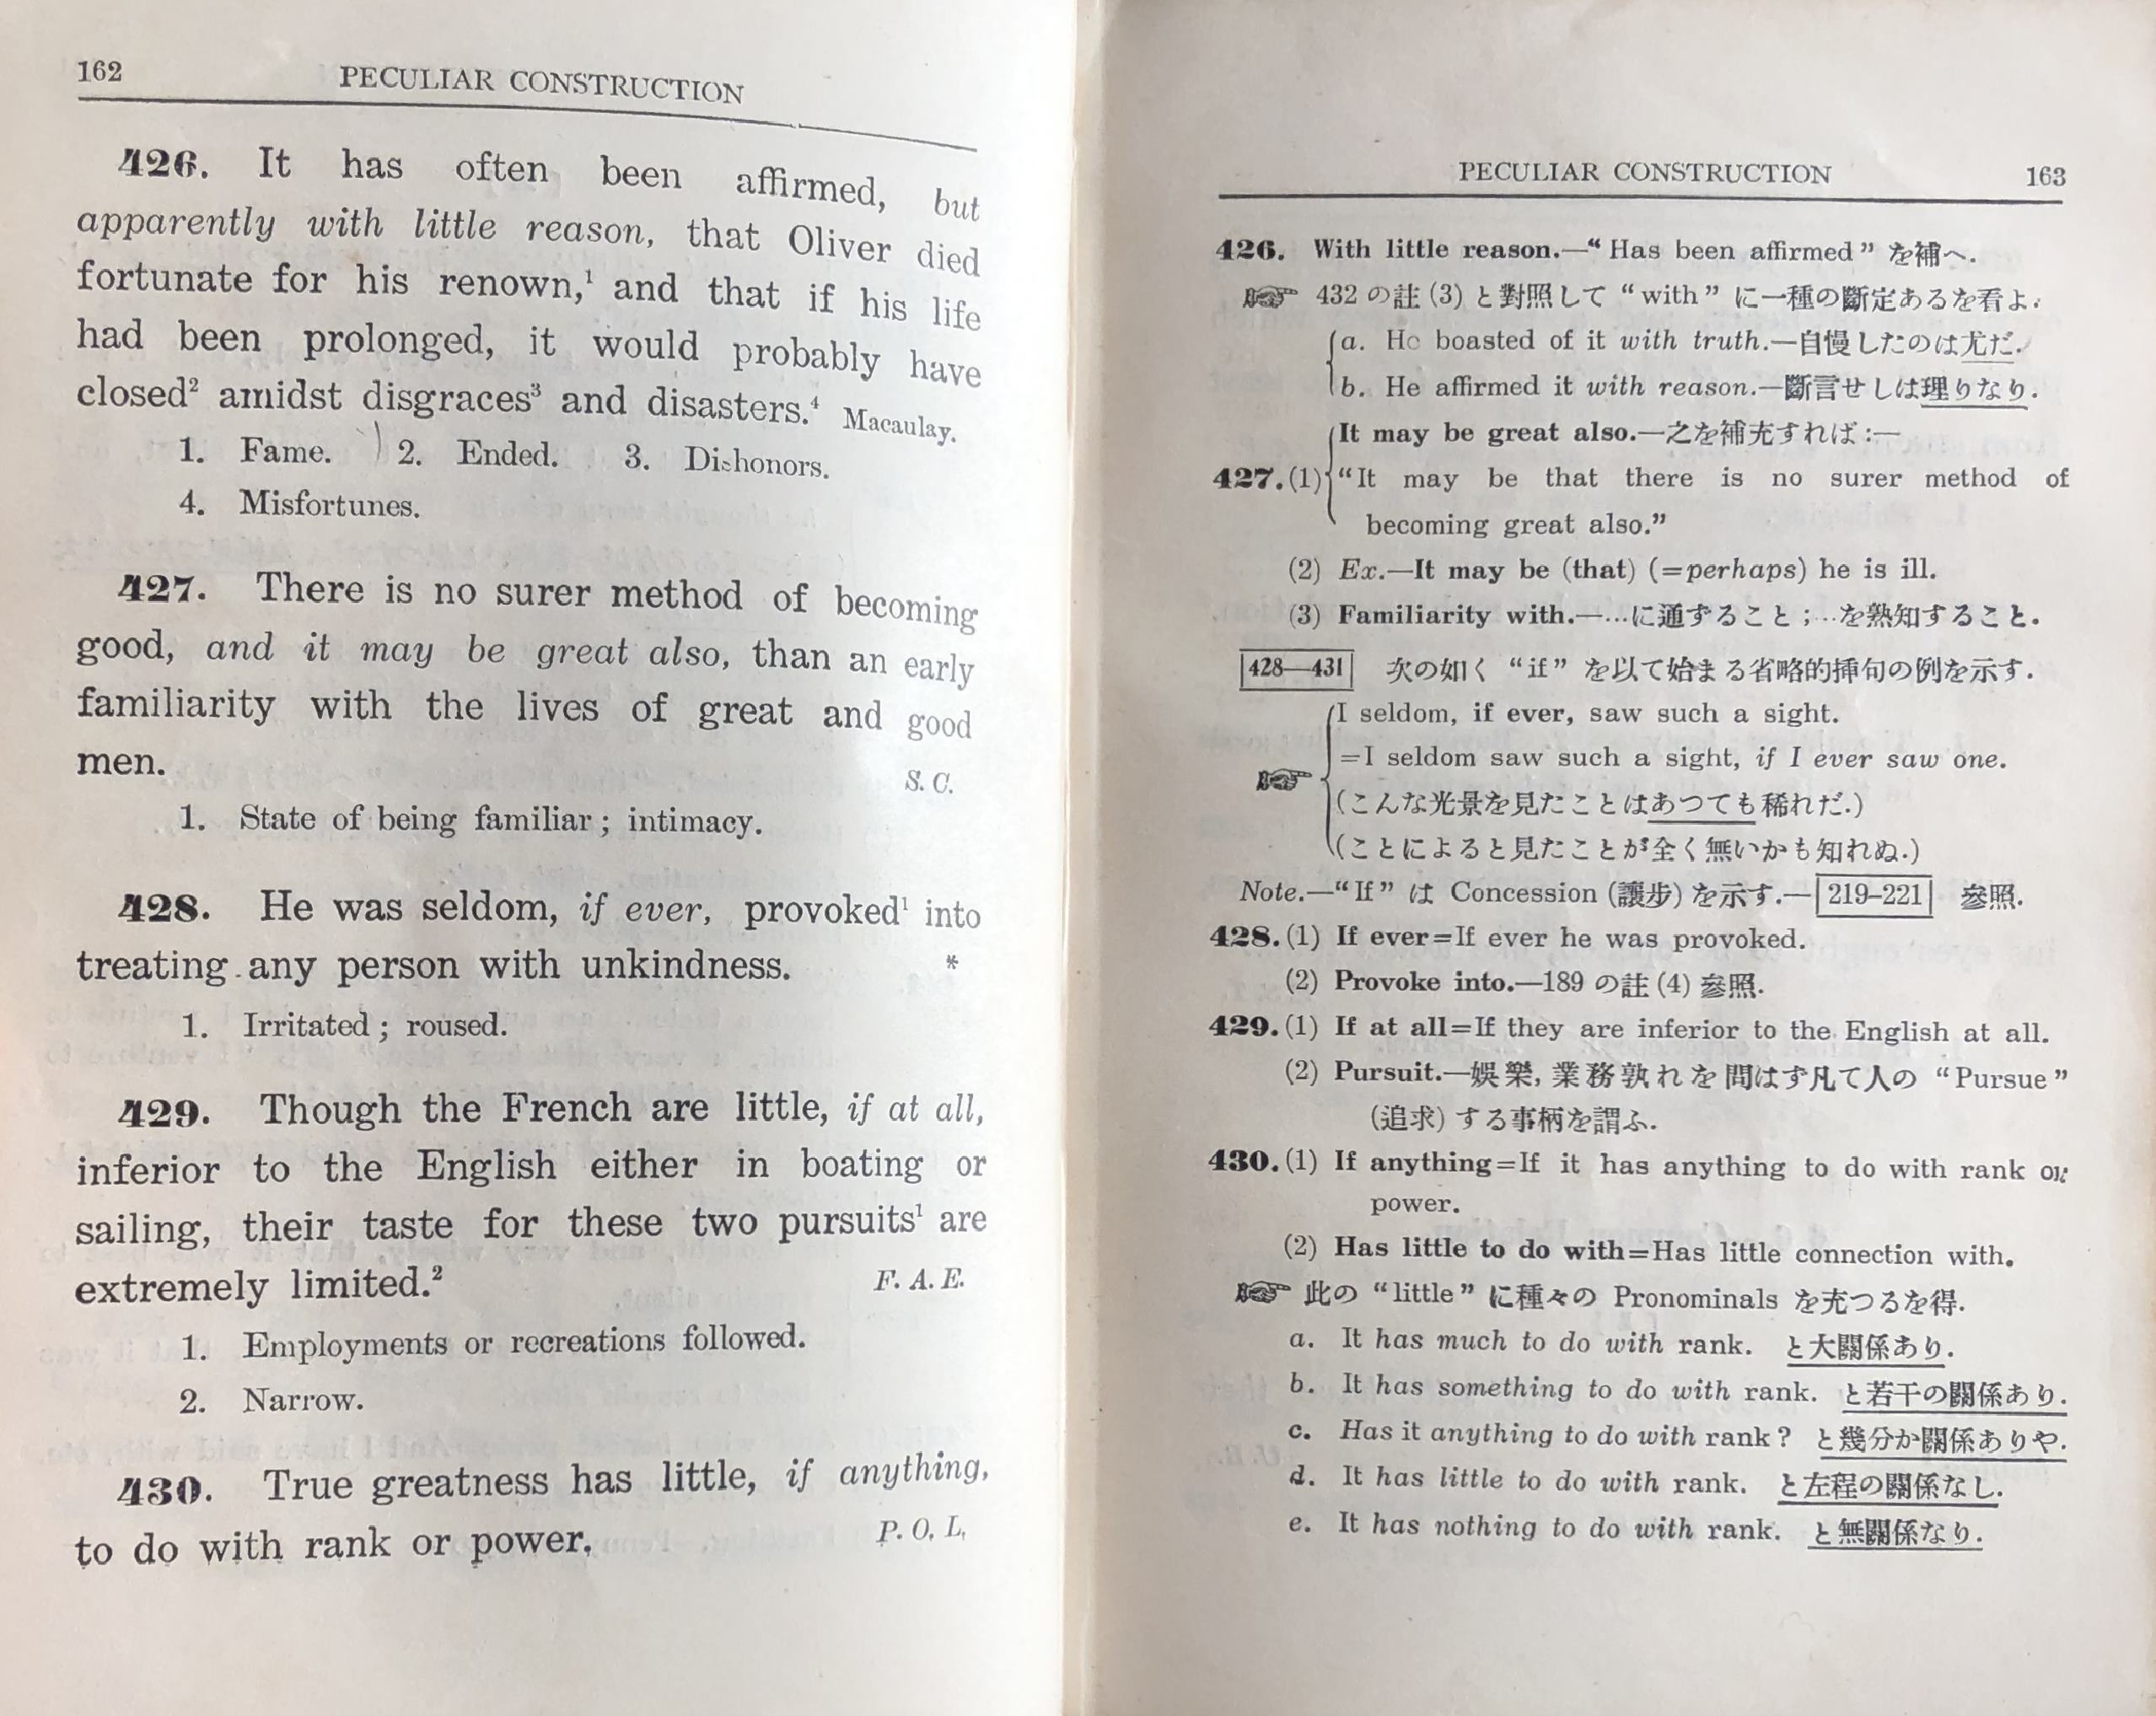 162
PECULIAR CONSTRUCTION
426. It has often been affirmed, but
apparently with little reason, that Oliver died
fortunate for his renown,¹ and that if his life
had been prolonged, it would probably have
closed² amidst disgraces³ and disasters.⁴ Macaulay.
1. Fame. 2. Ended. 3. Dishonors.
4. Misfortunes.
427. There is no surer method of becoming
good, and it may be great also, than an early
familiarity with the lives of great and good
men. S. C.
1. State of being familiar; intimacy.
428. He was seldom, if ever, provoked¹ into
treating any person with unkindness. *
1. Irritated; roused.
429. Though the French are little, if at all,
inferior to the English either in boating or
sailing, their taste for these two pursuits¹ are
extremely limited.² F. A. E.
1. Employments or recreations followed.
2. Narrow.
430. True greatness has little, if anything,
to do with rank or power. P. O. L.
PECULIAR CONSTRUCTION 163
426. With little reason.—“Has been affirmed” を補へ.
☞ 432 の註 (3) と對照して “with” に一種の斷定あるを看よ.
a. He boasted of it with truth.—自慢したのは尤だ.
b. He affirmed it with reason.—斷言せしは理りなり.
It may be great also.—之を補充すれば:—
427. (1) “It may be that there is no surer method of
becoming great also.”
(2) Ex.—It may be (that) (=perhaps) he is ill.
(3) Familiarity with.—…に通ずること; …を熟知すること.
428—431 次の如く “if” を以て始まる省略的挿句の例を示す.
I seldom, if ever, saw such a sight.
=I seldom saw such a sight, if I ever saw one.
☞ (こんな光景を見たことはあつても稀れだ.)
(ことによると見たことが全く無いかも知れぬ.)
Note.—“If” は Concession (讓步) を示す.—219–221 參照.
428. (1) If ever=If ever he was provoked.
(2) Provoke into.—189 の註 (4) 參照.
429. (1) If at all=If they are inferior to the English at all.
(2) Pursuit.—娛樂, 業務孰れを問はず凡て人の “Pursue”
(追求) する事柄を謂ふ.
430. (1) If anything=If it has anything to do with rank or
power.
(2) Has little to do with=Has little connection with.
☞ 此の “little” に種々の Pronominals を充つるを得.
a. It has much to do with rank. と大關係あり.
b. It has something to do with rank. と若干の關係あり.
c. Has it anything to do with rank? と幾分か關係ありや.
d. It has little to do with rank. と左程の關係なし.
e. It has nothing to do with rank. と無關係なり.